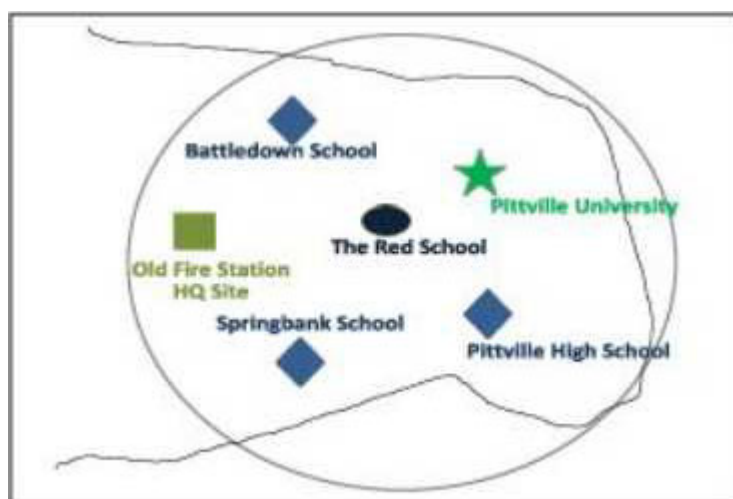 Battledown School
Pittville University
The Red School
Old Fire Station
HQ Site
Springbank School
Pittville High School